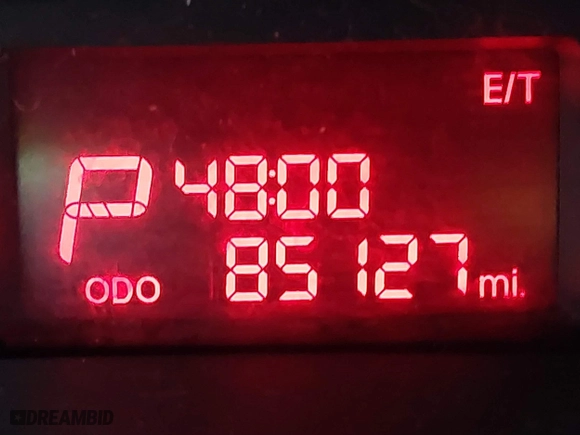 E/T
P 48:00
ODO 85127 mi.
DREAMBID